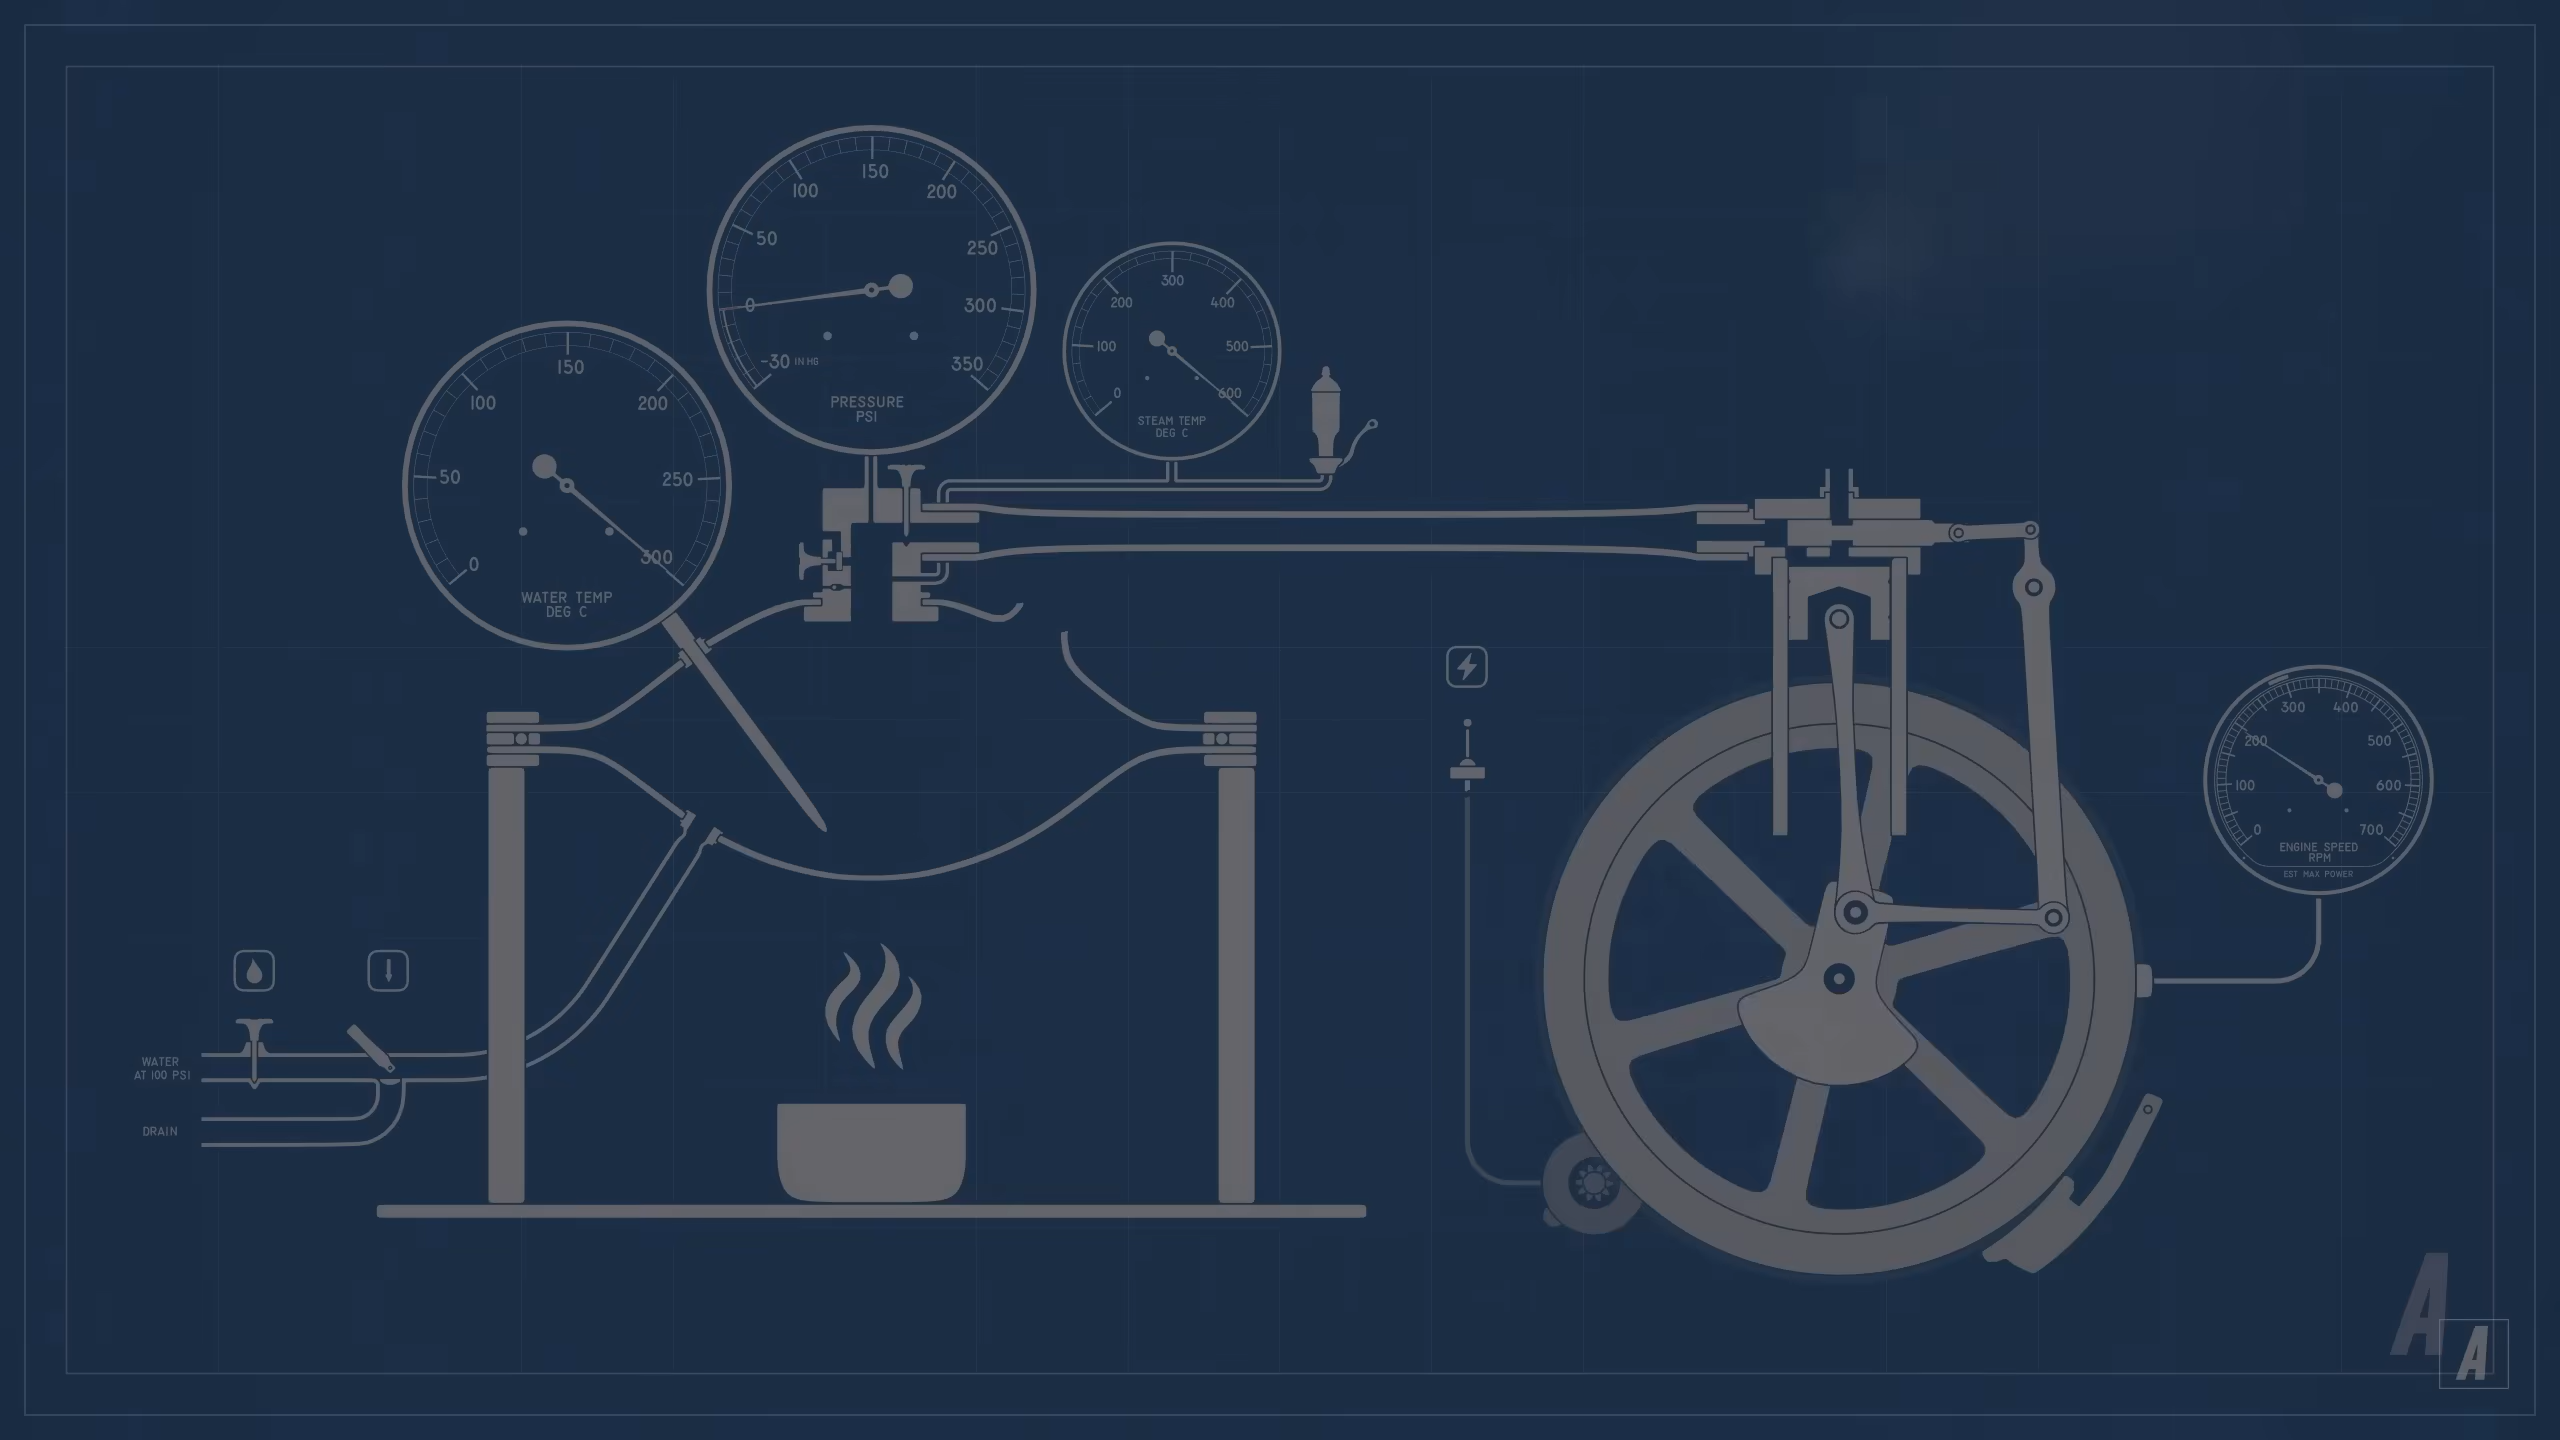 150
100
200
50
250
0
300
-30 IN HG
350
PRESSURE
PSI
300
200
400
100
500
0
600
STEAM TEMP
DEG C
150
100
200
50
250
0
300
WATER TEMP
DEG C
300
400
200
500
100
600
0
700
ENGINE SPEED
RPM
EST MAX POWER
WATER
AT 100 PSI
DRAIN
A
A